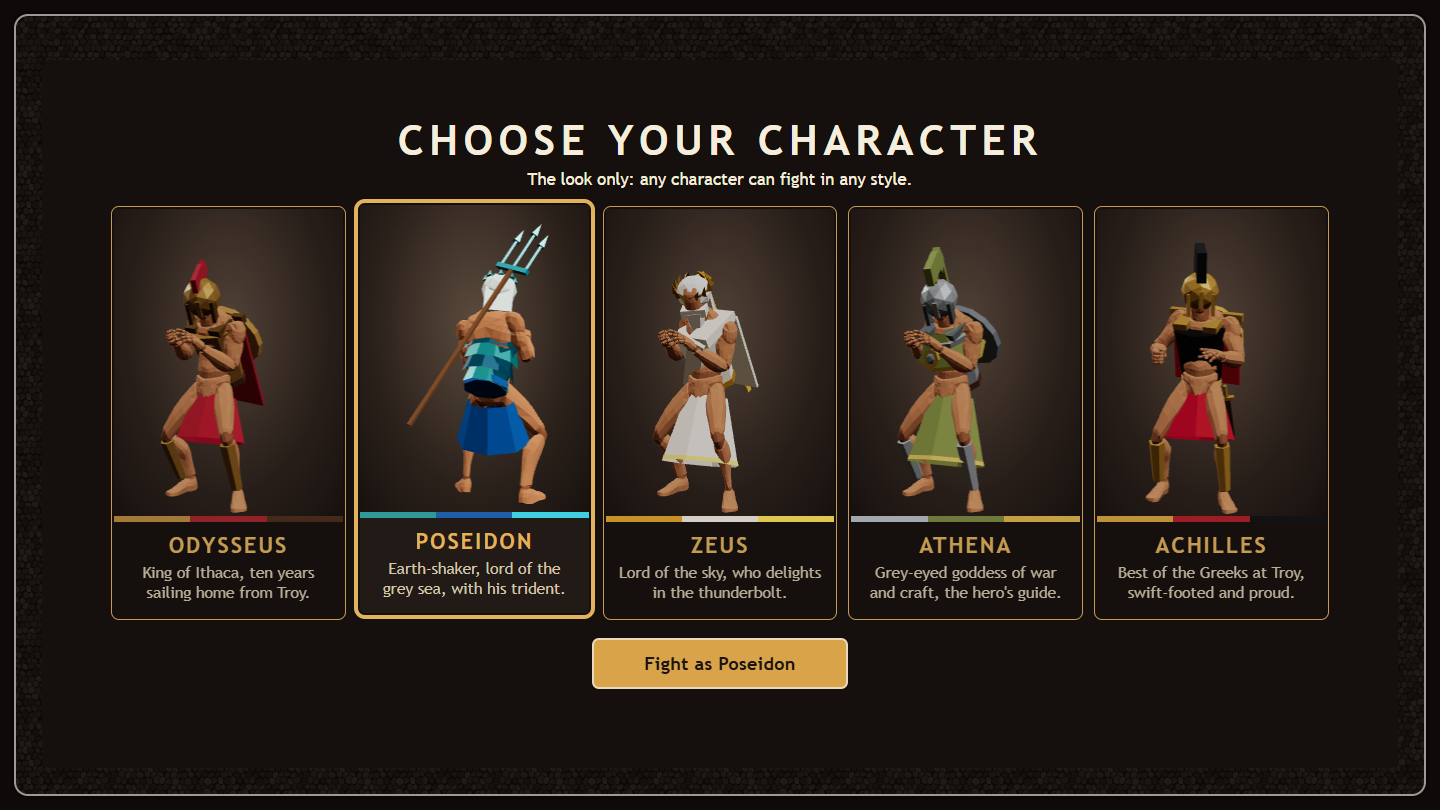 CHOOSE YOUR CHARACTER
The look only: any character can fight in any style.
ODYSSEUS
King of Ithaca, ten years
sailing home from Troy.
POSEIDON
Earth-shaker, lord of the
grey sea, with his trident.
ZEUS
Lord of the sky, who delights
in the thunderbolt.
ATHENA
Grey-eyed goddess of war
and craft, the hero's guide.
ACHILLES
Best of the Greeks at Troy,
swift-footed and proud.
Fight as Poseidon